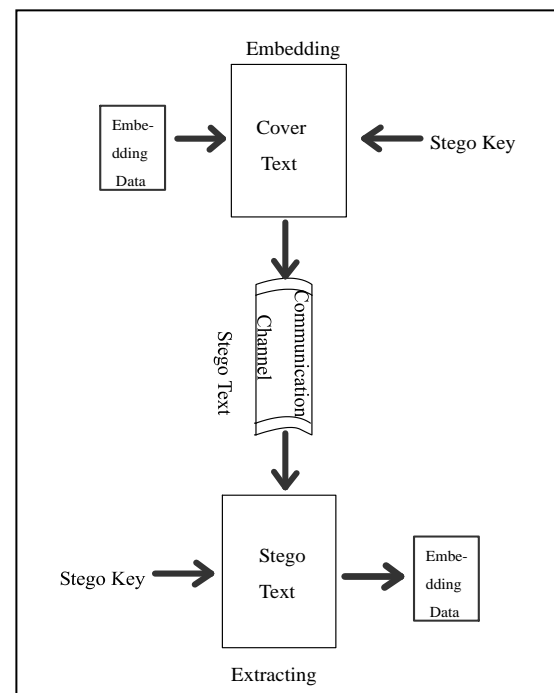 Embedding
Embe-
dding
Data
Cover
Text
Stego Key
Communication
Channel
Stego Text
Stego Key
Stego
Text
Embe-
dding
Data
Extracting